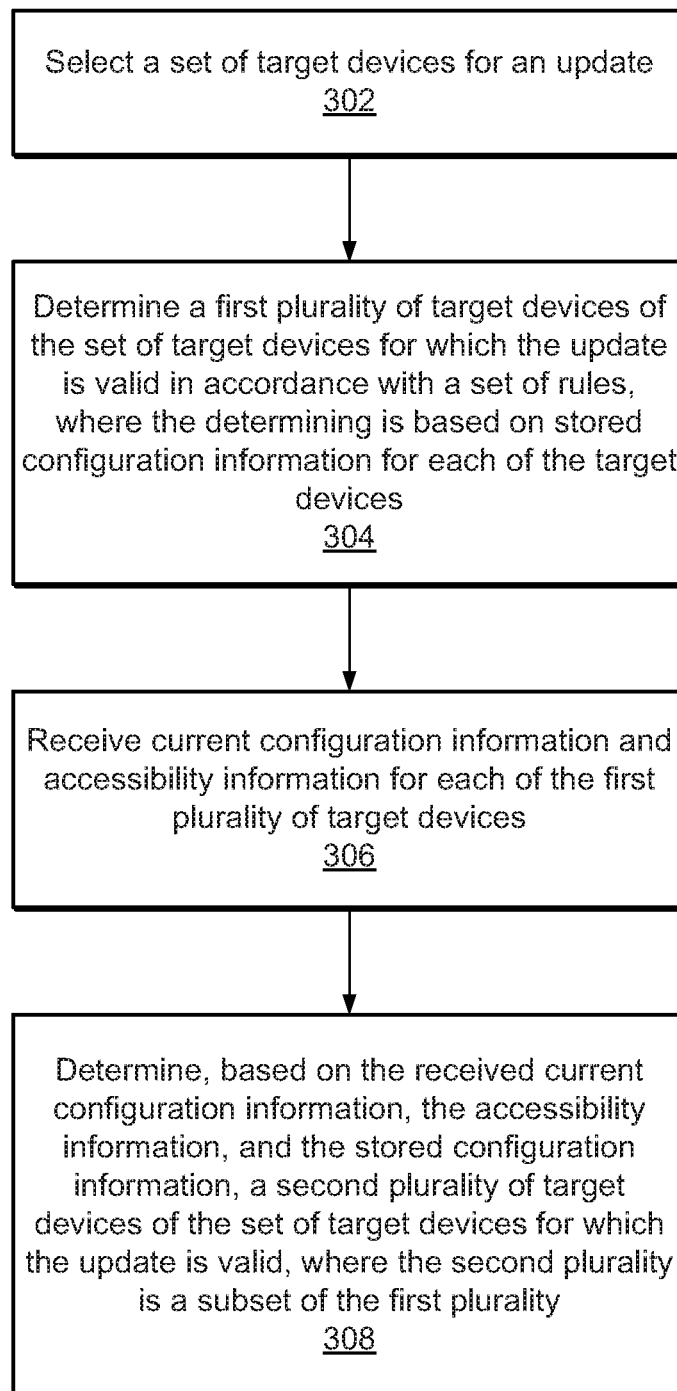 Select a set of target devices for an update
302
Determine a first plurality of target devices of
the set of target devices for which the update
is valid in accordance with a set of rules,
where the determining is based on stored
configuration information for each of the target
devices
304
Receive current configuration information and
accessibility information for each of the first
plurality of target devices
306
Determine, based on the received current
configuration information, the accessibility
information, and the stored configuration
information, a second plurality of target
devices of the set of target devices for which
the update is valid, where the second plurality
is a subset of the first plurality
308